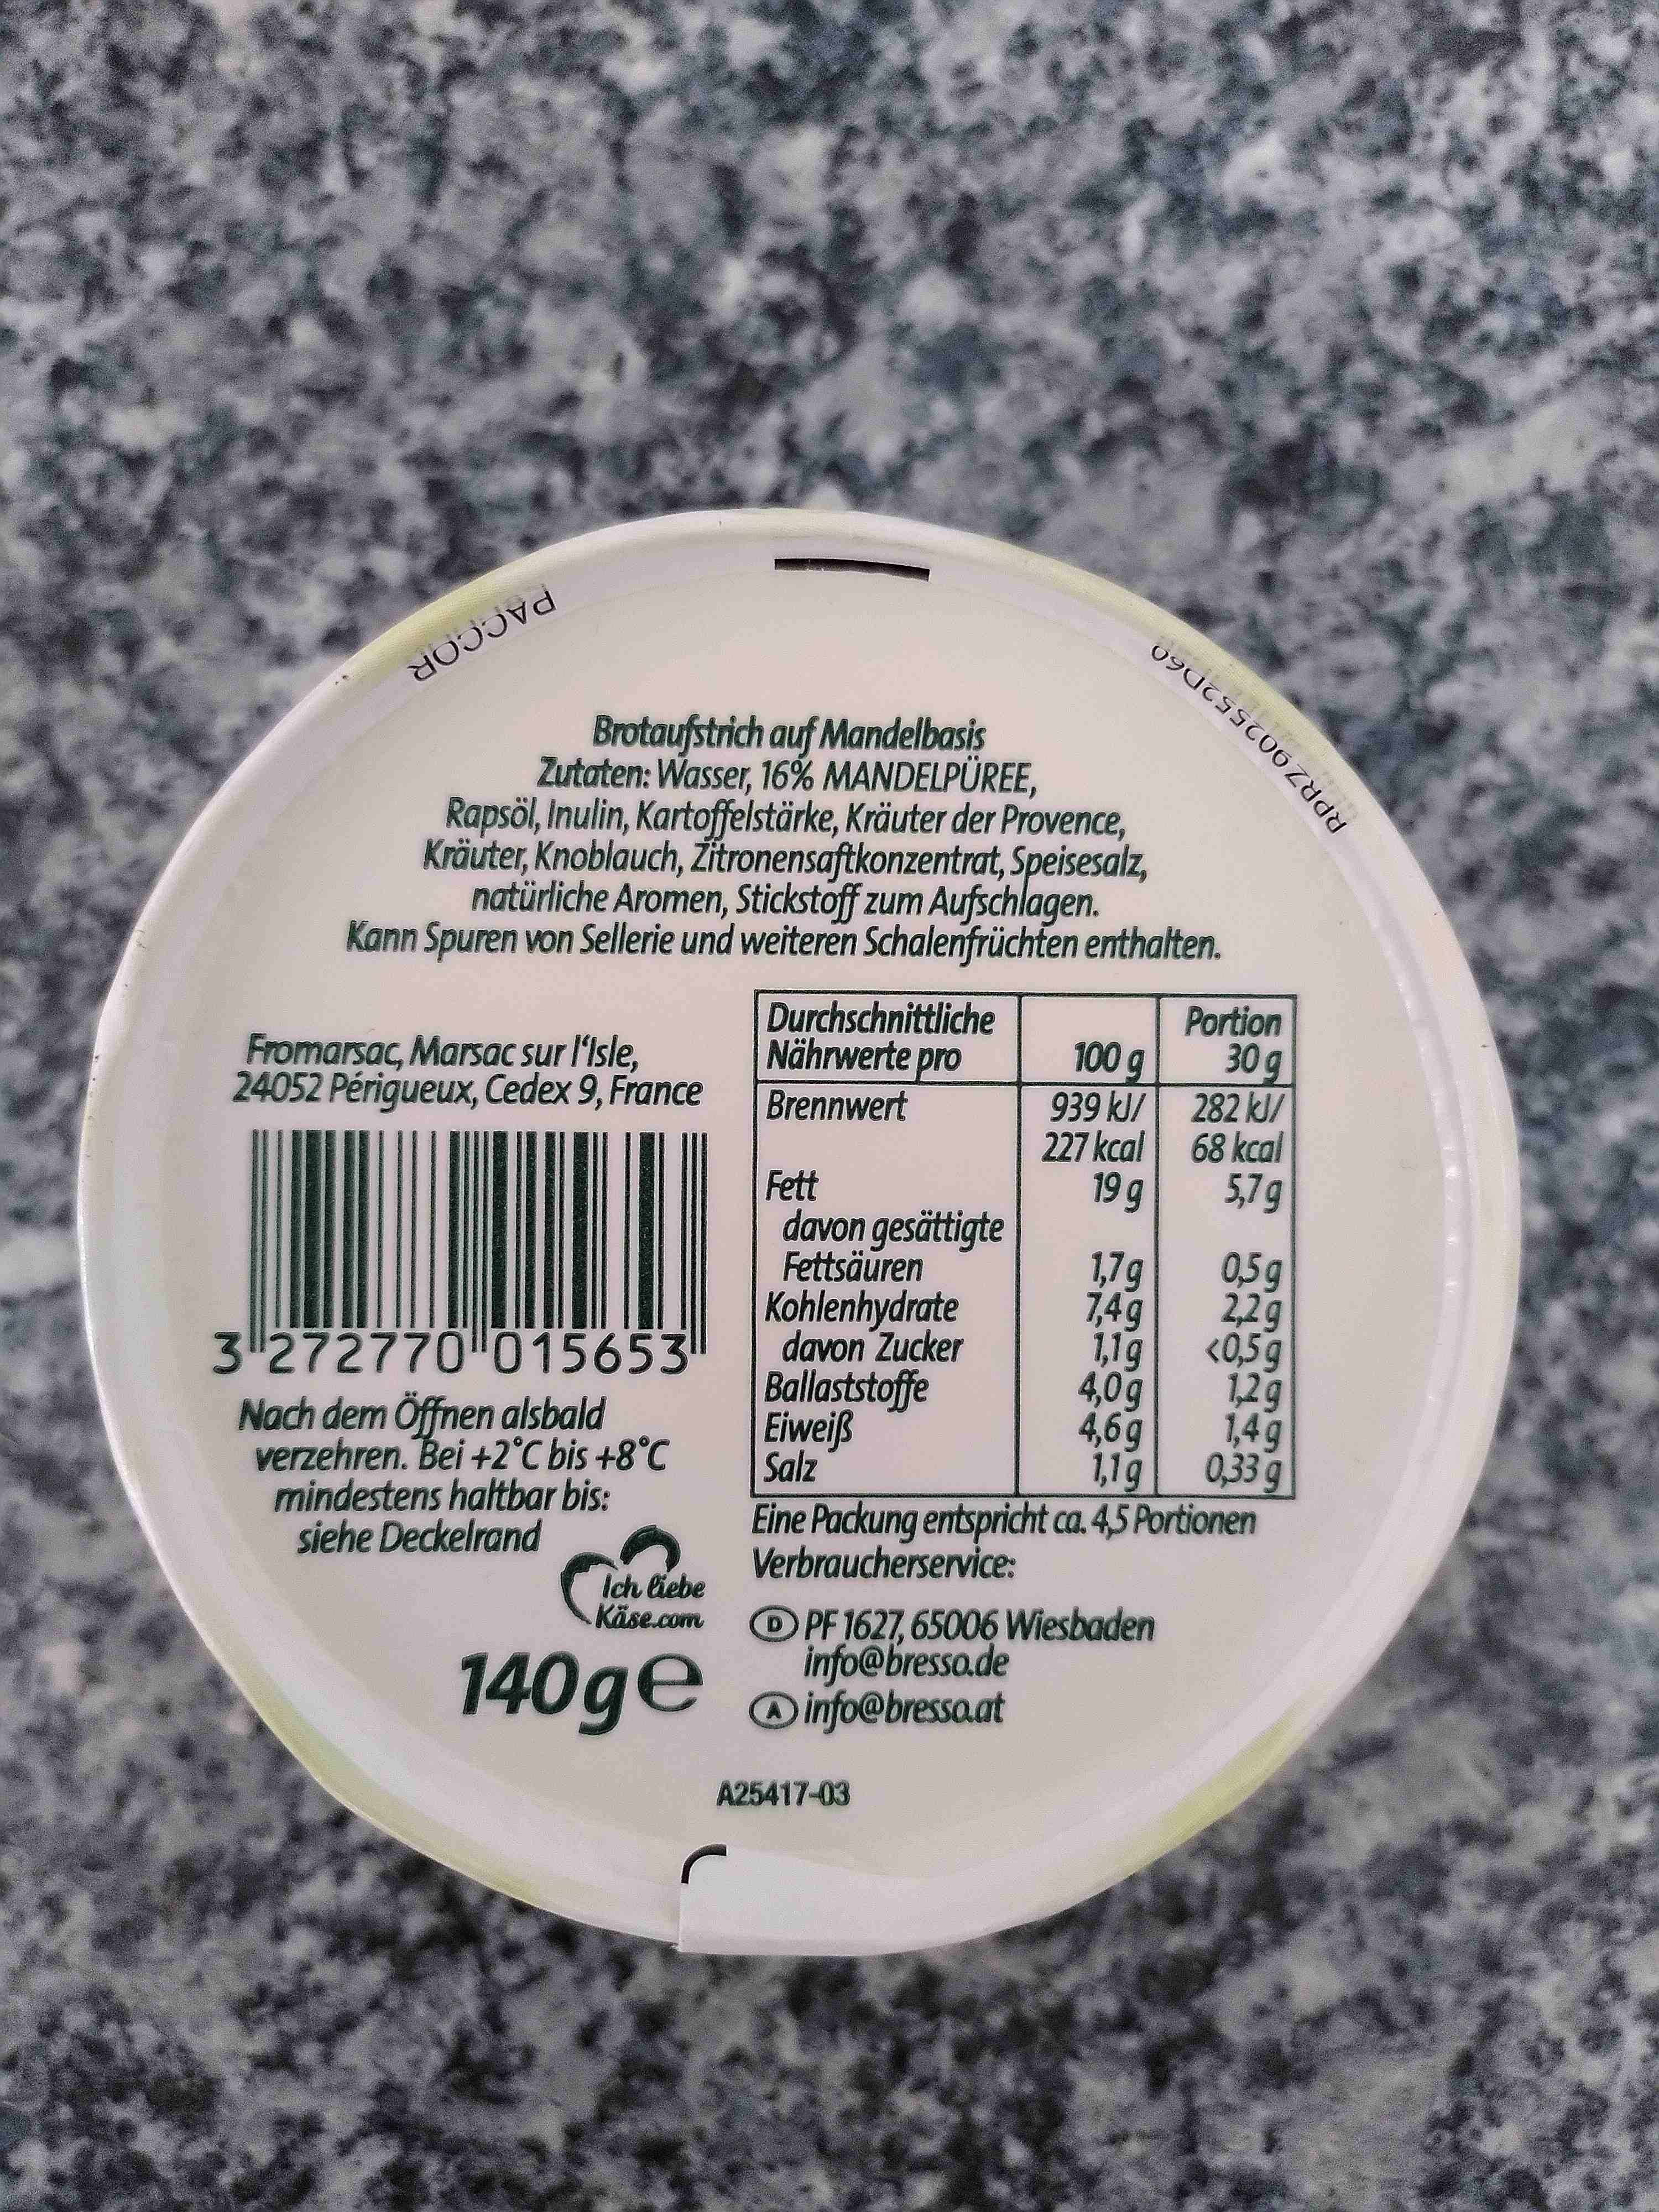 PACCOR
RPRZ902552D60
Brotaufstrich auf Mandelbasis
Zutaten: Wasser, 16% MANDELPÜREE,
Rapsöl, Inulin, Kartoffelstärke, Kräuter der Provence,
Kräuter, Knoblauch, Zitronensaftkonzentrat, Speisesalz,
natürliche Aromen, Stickstoff zum Aufschlagen.
Kann Spuren von Sellerie und weiteren Schalenfrüchten enthalten.
Fromarsac, Marsac sur l'Isle,
24052 Périgueux, Cedex 9, France
3 272770 015653
Nach dem Öffnen alsbald
verzehren. Bei +2°C bis +8°C
mindestens haltbar bis:
siehe Deckelrand
Ich liebe
Käse.com
140 g e
Durchschnittliche Portion
Nährwerte pro 100 g 30 g
Brennwert 939 kJ/ 282 kJ/
227 kcal 68 kcal
Fett 19 g 5,7 g
davon gesättigte
Fettsäuren 1,7 g 0,5 g
Kohlenhydrate 7,4 g 2,2 g
davon Zucker 1,1 g <0,5 g
Ballaststoffe 4,0 g 1,2 g
Eiweiß 4,6 g 1,4 g
Salz 1,1 g 0,33 g
Eine Packung entspricht ca. 4,5 Portionen
Verbraucherservice:
D PF 1627, 65006 Wiesbaden
info@bresso.de
A info@bresso.at
A25417-03